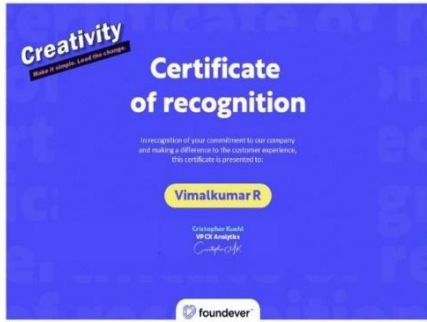 Creativity
Make it simple. Lead the change.
Certificate
of recognition
In recognition of your commitment to our company
and making a difference to the customer experience,
this certificate is presented to:
Vimalkumar R
Cristopher Kuehl
VP CX Analytics
foundever